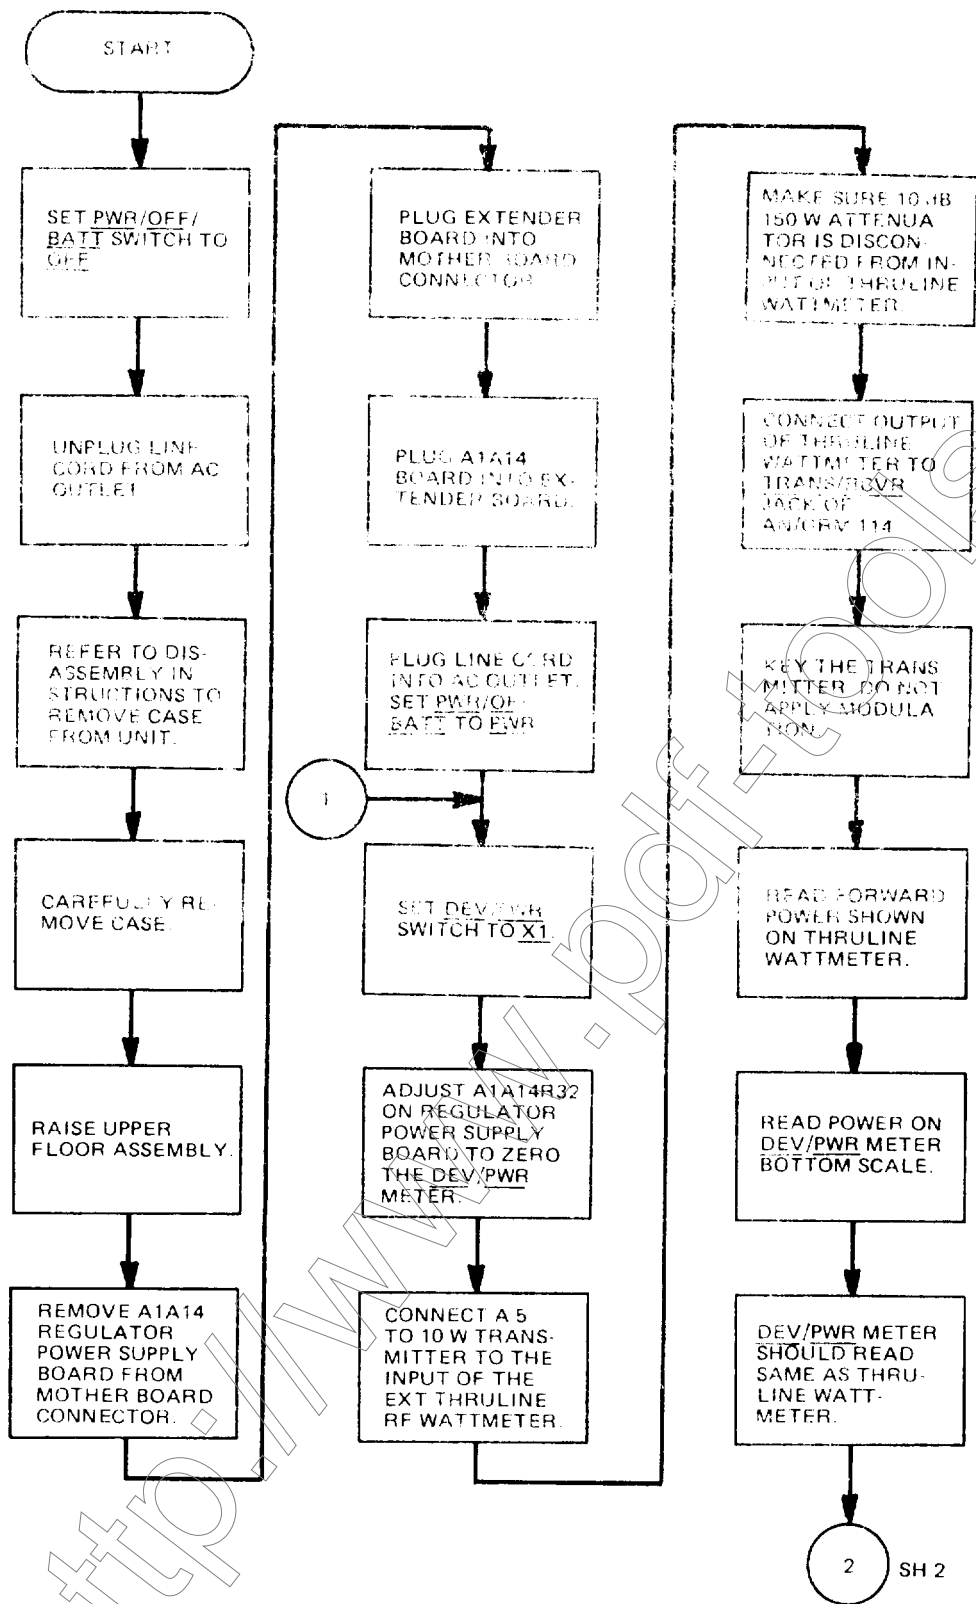 START
SET PWR/OFF/
BATT SWITCH TO
OFF
UNPLUG LINE
CORD FROM AC
OUTLET
REFER TO DIS-
ASSEMBLY IN
STRUCTIONS TO
REMOVE CASE
FROM UNIT.
CAREFULLY RE-
MOVE CASE.
RAISE UPPER
FLOOR ASSEMBLY.
REMOVE A1A14
REGULATOR
POWER SUPPLY
BOARD FROM
MOTHER BOARD
CONNECTOR.
PLUG EXTENDER
BOARD INTO
MOTHER BOARD
CONNECTOR
PLUG A1A14
BOARD INTO EX-
TENDER BOARD.
PLUG LINE CORD
INTO AC OUTLET.
SET PWR/OF
BATT TO PWR
1
SET DEV/PWR
SWITCH TO X1.
ADJUST A1A14R32
ON REGULATOR
POWER SUPPLY
BOARD TO ZERO
THE DEV/PWR
METER.
CONNECT A 5
TO 10 W TRANS-
MITTER TO THE
INPUT OF THE
EXT THRULINE
RF WATTMETER.
MAKE SURE 10 dB
150 W ATTENUA
TOR IS DISCON-
NECTED FROM IN-
PUT OF THRULINE
WATTMETER.
CONNECT OUTPUT
OF THRULINE
WATTMETER TO
TRANS/RCVR
JACK OF
AN/GRM 114
KEY THE TRANS
MITTER. DO NOT
APPLY MODULA
TION.
READ FORWARD
POWER SHOWN
ON THRULINE
WATTMETER.
READ POWER ON
DEV/PWR METER
BOTTOM SCALE.
DEV/PWR METER
SHOULD READ
SAME AS THRU-
LINE WATT-
METER.
2 SH 2
http://www.pdf-tools